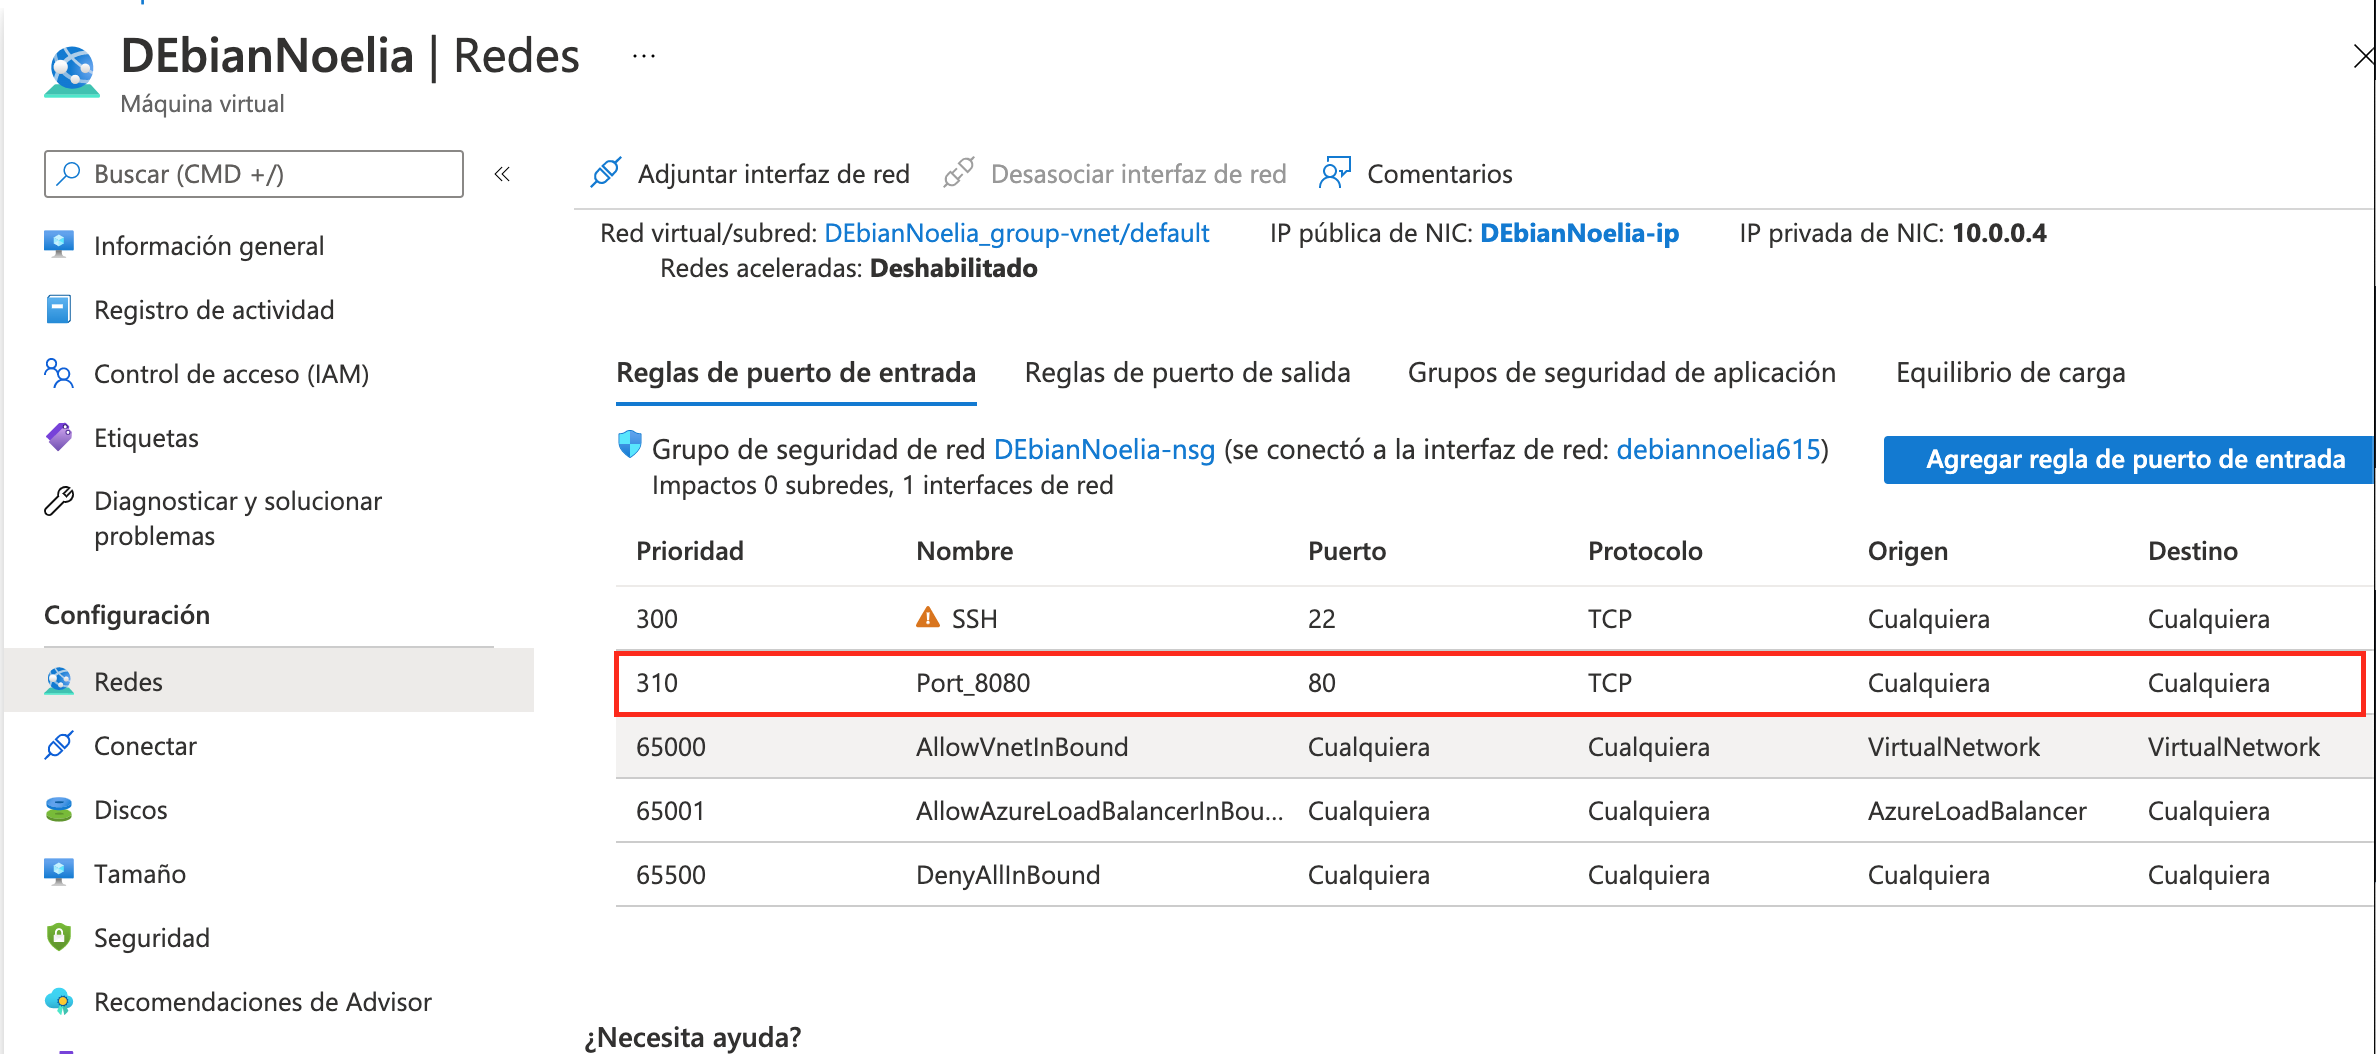 DEbianNoelia | Redes ...
Máquina virtual
Buscar (CMD +/)
«
Adjuntar interfaz de red
Desasociar interfaz de red
Comentarios
Información general
Registro de actividad
Control de acceso (IAM)
Etiquetas
Diagnosticar y solucionar
problemas
Configuración
Redes
Conectar
Discos
Tamaño
Seguridad
Recomendaciones de Advisor
Red virtual/subred: DEbianNoelia_group-vnet/default IP pública de NIC: DEbianNoelia-ip IP privada de NIC: 10.0.0.4
Redes aceleradas: Deshabilitado
Reglas de puerto de entrada Reglas de puerto de salida Grupos de seguridad de aplicación Equilibrio de carga
Grupo de seguridad de red DEbianNoelia-nsg (se conectó a la interfaz de red: debiannoelia615)
Impactos 0 subredes, 1 interfaces de red
Agregar regla de puerto de entrada
Prioridad Nombre Puerto Protocolo Origen Destino
300 SSH 22 TCP Cualquiera Cualquiera
310 Port_8080 80 TCP Cualquiera Cualquiera
65000 AllowVnetInBound Cualquiera Cualquiera VirtualNetwork VirtualNetwork
65001 AllowAzureLoadBalancerInBou... Cualquiera Cualquiera AzureLoadBalancer Cualquiera
65500 DenyAllInBound Cualquiera Cualquiera Cualquiera Cualquiera
¿Necesita ayuda?